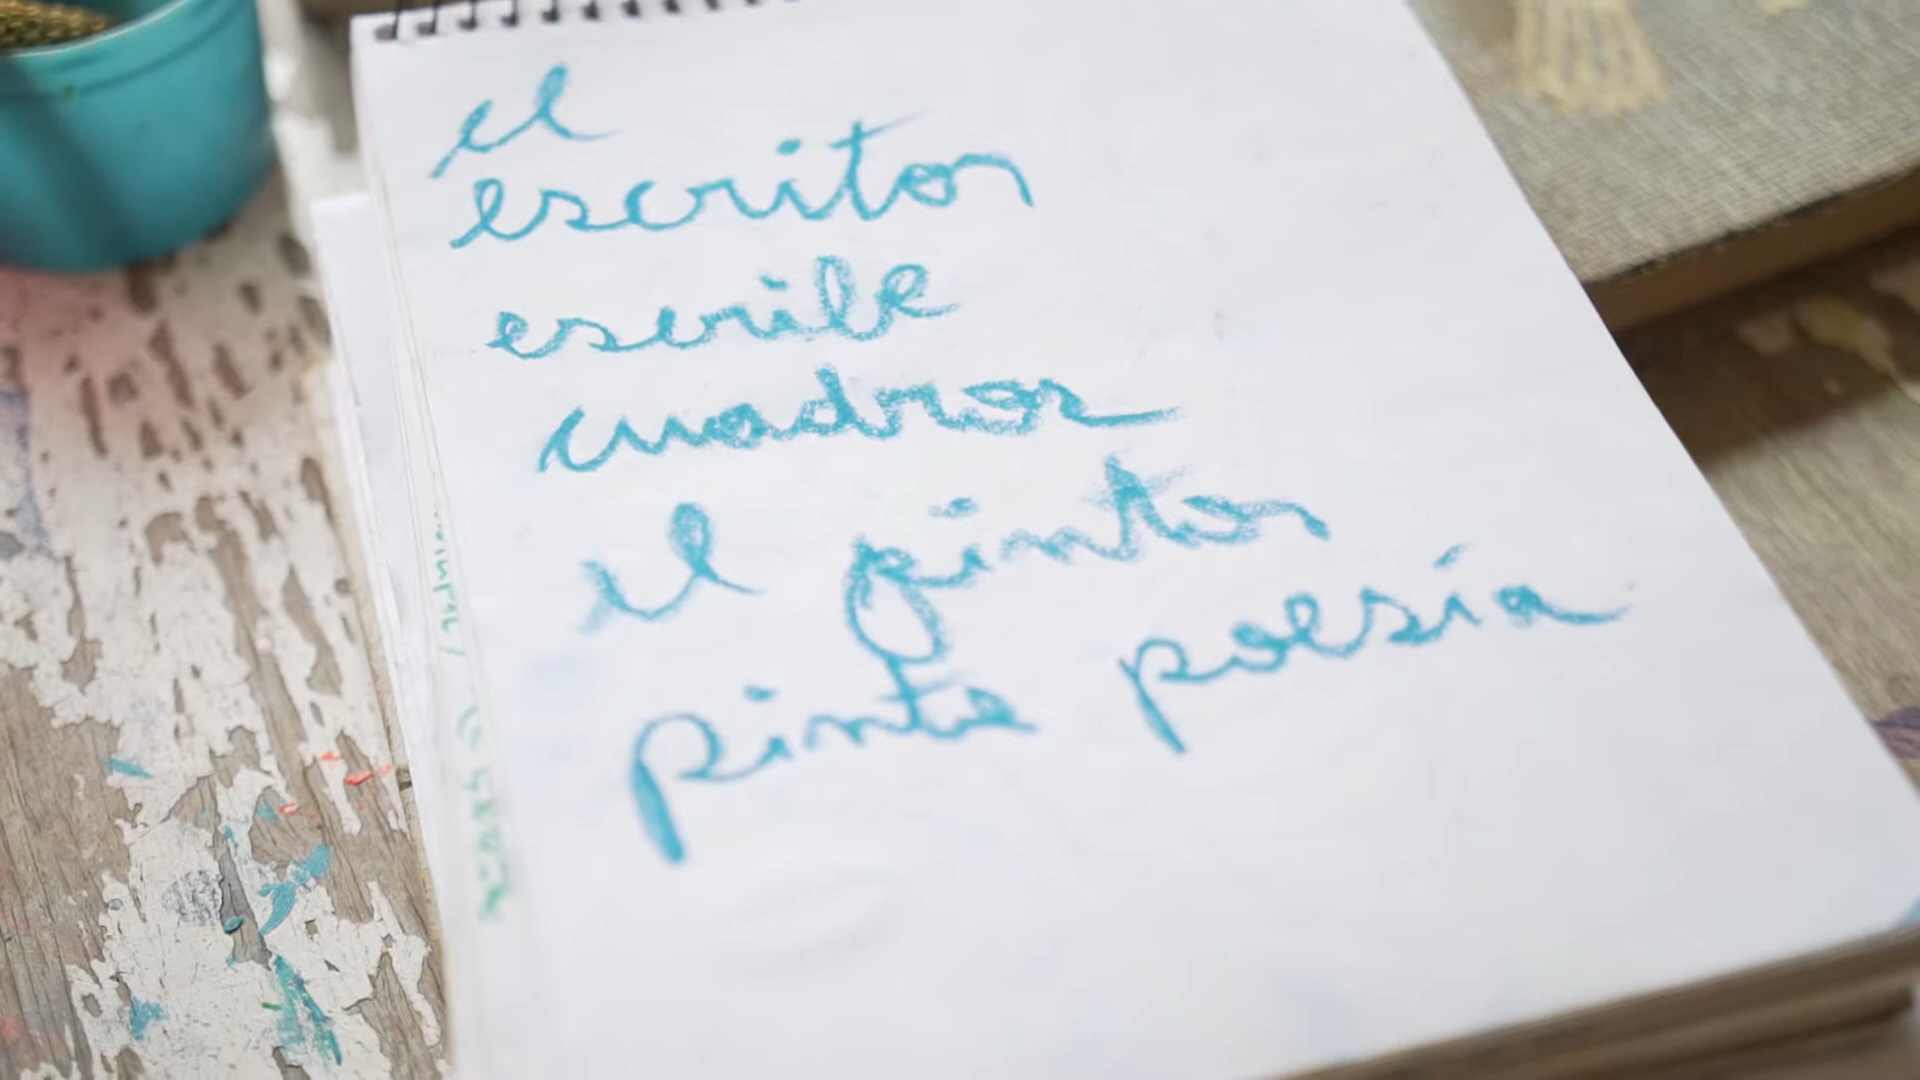 el
escritor
escribe
cuadros
el pintor
pinta poesía